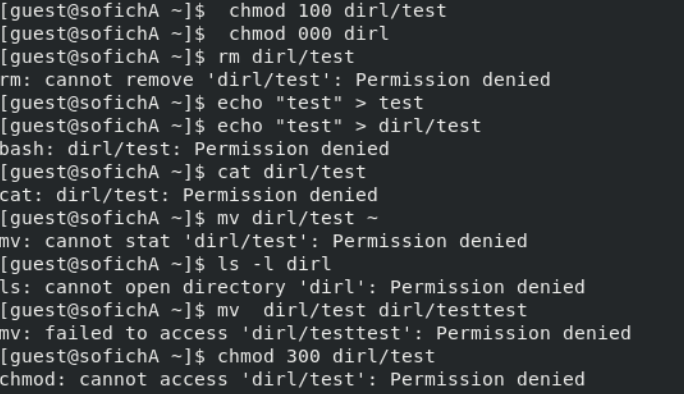 [guest@sofichA ~]$  chmod 100 dirl/test
[guest@sofichA ~]$  chmod 000 dirl
[guest@sofichA ~]$ rm dirl/test
rm: cannot remove 'dirl/test': Permission denied
[guest@sofichA ~]$ echo "test" > test
[guest@sofichA ~]$ echo "test" > dirl/test
bash: dirl/test: Permission denied
[guest@sofichA ~]$ cat dirl/test
cat: dirl/test: Permission denied
[guest@sofichA ~]$ mv dirl/test ~
mv: cannot stat 'dirl/test': Permission denied
[guest@sofichA ~]$ ls -l dirl
ls: cannot open directory 'dirl': Permission denied
[guest@sofichA ~]$ mv  dirl/test dirl/testtest
mv: failed to access 'dirl/testtest': Permission denied
[guest@sofichA ~]$ chmod 300 dirl/test
chmod: cannot access 'dirl/test': Permission denied